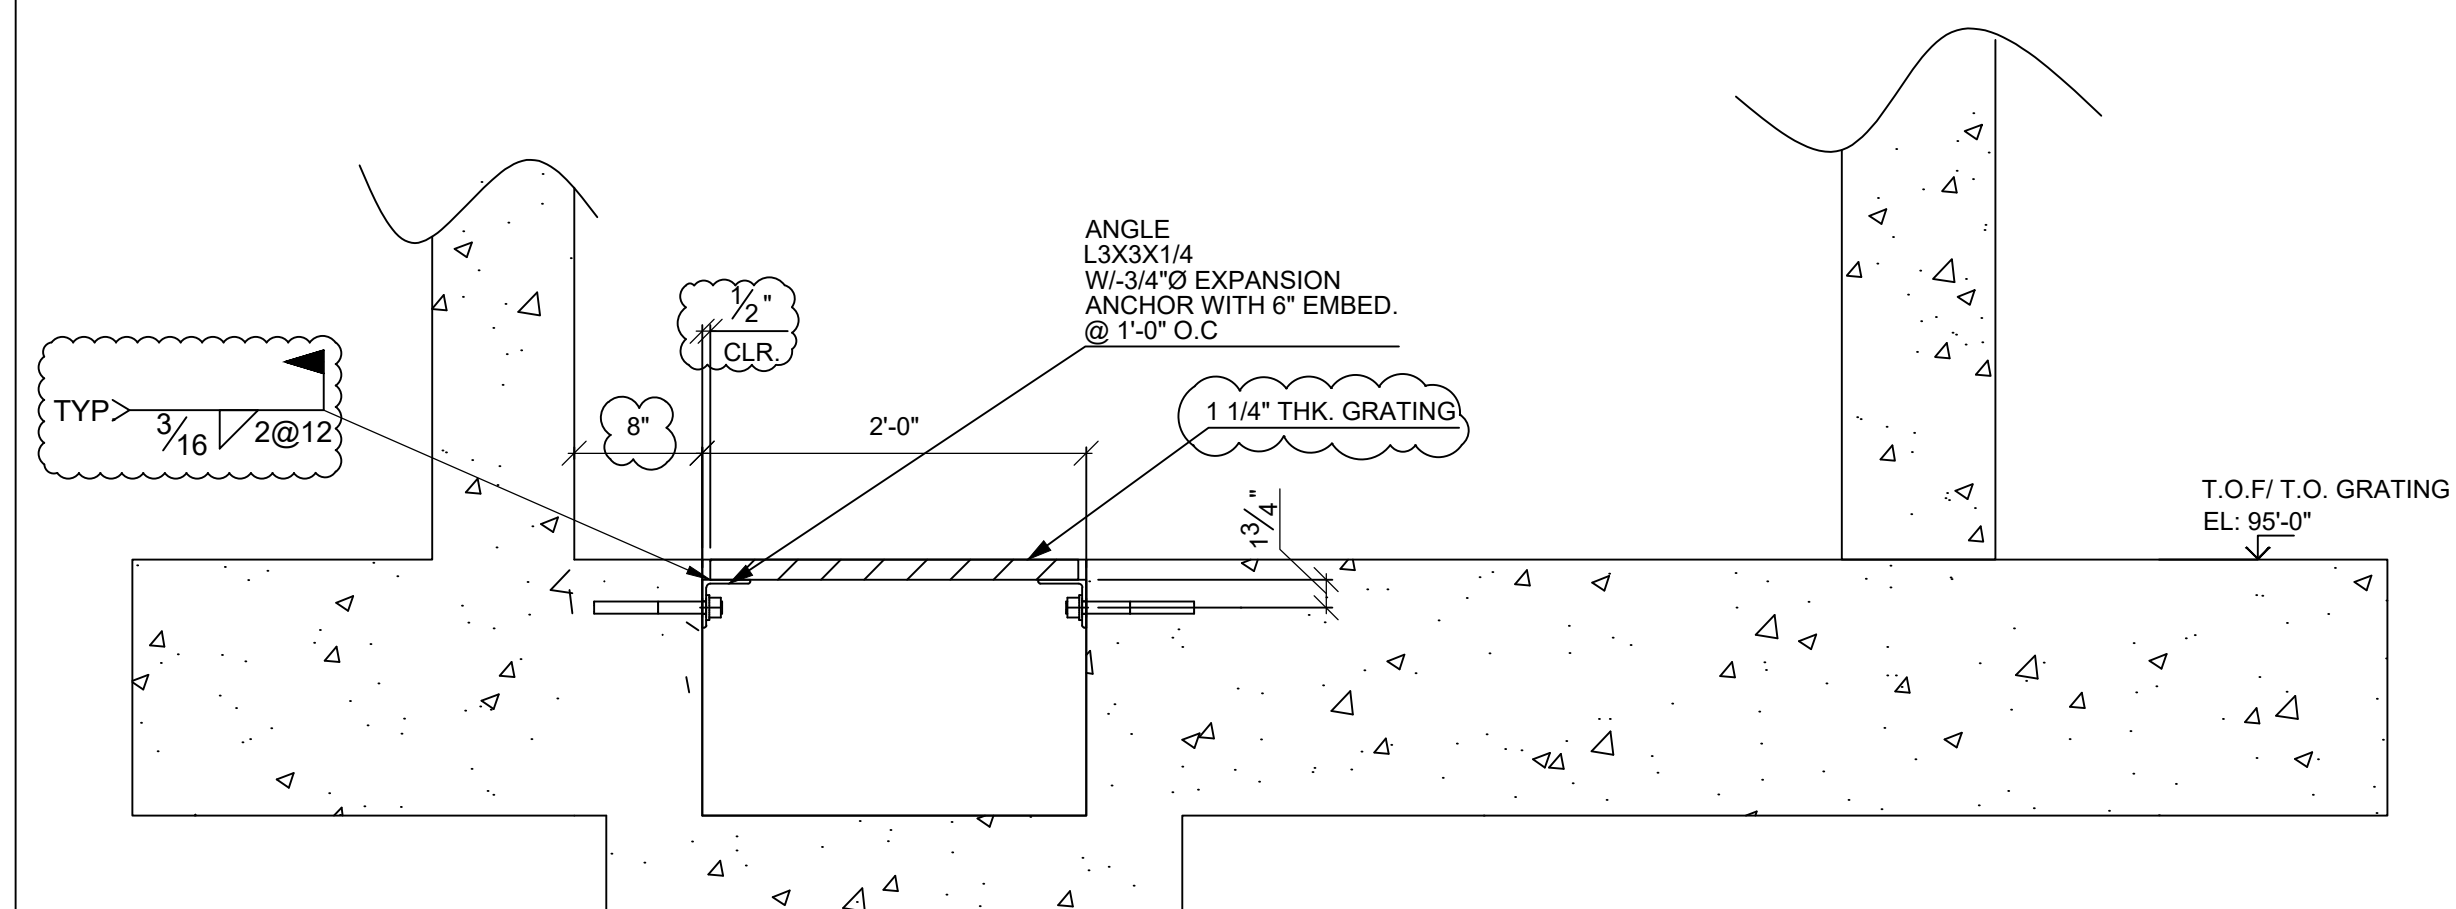 ANGLE
L3X3X1/4
W/-3/4"Ø EXPANSION
ANCHOR WITH 6" EMBED.
@ 1'-0" O.C
1/2"
CLR.
TYP
3/16
2@12
8"
2'-0"
1 1/4" THK. GRATING
1 3/4"
T.O.F/ T.O. GRATING
EL: 95'-0"